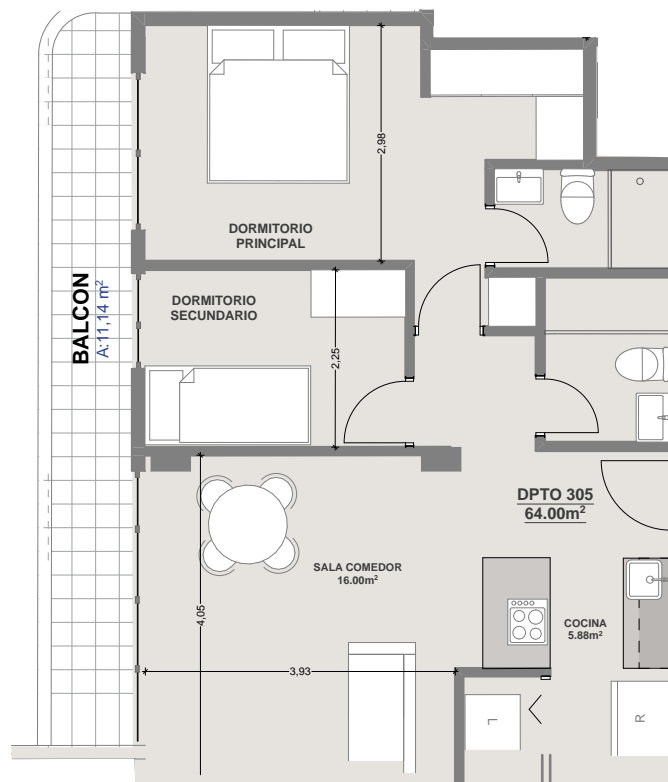 DORMITORIO
PRINCIPAL
2,98
BALCON
A:11,14 m²
DORMITORIO
SECUNDARIO
2,25
DPTO 305
64.00m²
SALA COMEDOR
16.00m²
4,05
3,93
COCINA
5.88m²
L
R